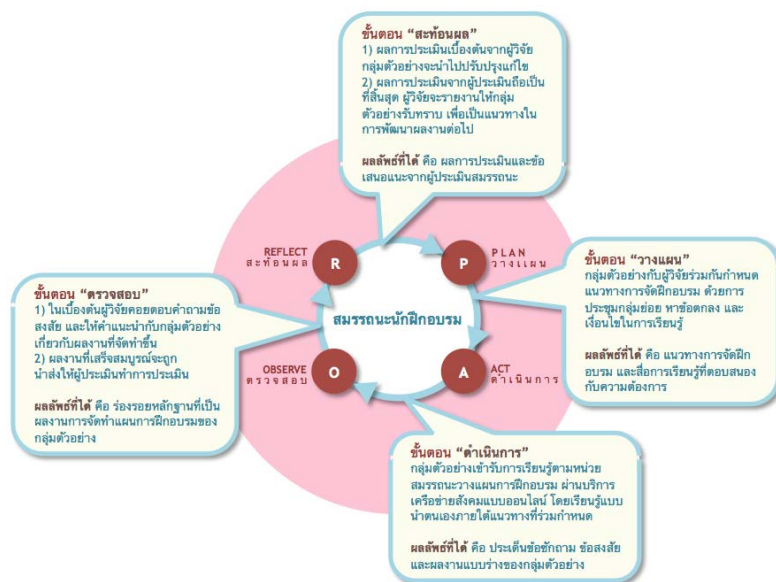 ขั้นตอน “สะท้อนผล”
1) ผลการประเมินเบื้องต้นจากผู้วิจัย
กลุ่มตัวอย่างจะนำไปปรับปรุงแก้ไข
2) ผลการประเมินจากผู้ประเมินถือเป็น
ที่สิ้นสุด ผู้วิจัยจะรายงานให้กลุ่ม
ตัวอย่างรับทราบ เพื่อเป็นแนวทางใน
การพัฒนาผลงานต่อไป
ผลลัพธ์ที่ได้ คือ ผลการประเมินและข้อ
เสนอแนะจากผู้ประเมินสมรรถนะ
REFLECT
สะท้อนผล
R
P
PLAN
วางแผน
ขั้นตอน “วางแผน”
กลุ่มตัวอย่างกับผู้วิจัยร่วมกันกำหนด
แนวทางการจัดฝึกอบรม ด้วยการ
ประชุมกลุ่มย่อย หาข้อตกลง และ
เงื่อนไขในการเรียนรู้
ผลลัพธ์ที่ได้ คือ แนวทางการจัดฝึก
อบรม และสื่อการเรียนรู้ที่ตอบสนอง
กับความต้องการ
สมรรถนะนักฝึกอบรม
ขั้นตอน “ตรวจสอบ”
1) ในเบื้องต้นผู้วิจัยคอยตอบคำถามข้อ
สงสัย และให้คำแนะนำกับกลุ่มตัวอย่าง
เกี่ยวกับผลงานที่จัดทำขึ้น
2) ผลงานที่เสร็จสมบูรณ์จะถูก
นำส่งให้ผู้ประเมินทำการประเมิน
ผลลัพธ์ที่ได้ คือ ร่องรอยหลักฐานที่เป็น
ผลงานการจัดทำแผนการฝึกอบรมของ
กลุ่มตัวอย่าง
OBSERVE
ตรวจสอบ
O
A
ACT
ดำเนินการ
ขั้นตอน “ดำเนินการ”
กลุ่มตัวอย่างเข้ารับการเรียนรู้ตามหน่วย
สมรรถนะวางแผนการฝึกอบรม ผ่านบริการ
เครือข่ายสังคมแบบออนไลน์ โดยเรียนรู้แบบ
นำตนเองภายใต้แนวทางที่ร่วมกำหนด
ผลลัพธ์ที่ได้ คือ ประเด็นข้อซักถาม ข้อสงสัย
และผลงานแบบร่างของกลุ่มตัวอย่าง